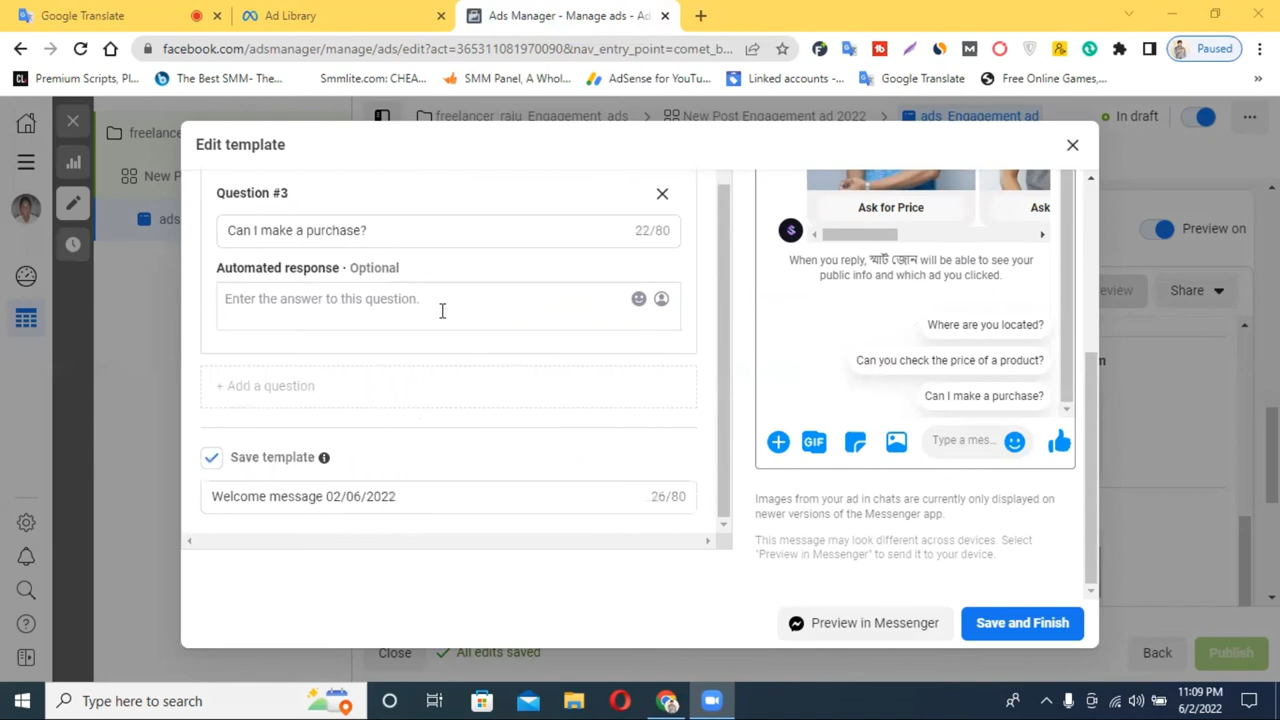 Google Translate
Ad Library
Ads Manager - Manage ads - Ad
facebook.com/adsmanager/manage/ads/edit?act=365311081970090&nav_entry_point=comet_b...
Paused
Premium Scripts, Pl...
The Best SMM- The...
Smmlite.com: CHEA...
SMM Panel, A Whol...
AdSense for YouTu...
Linked accounts -...
Google Translate
Free Online Games,...
freelance
freelancer raju Engagement ads
New Post Engagement ad 2022
ads Engagement ad
In draft
New P
ads
Edit template
Question #3
Can I make a purchase?
22/80
Automated response · Optional
Enter the answer to this question.
+ Add a question
Save template
Welcome message 02/06/2022
26/80
Ask for Price
Ask
When you reply, স্মার্ট জোন will be able to see your
public info and which ad you clicked.
Where are you located?
Can you check the price of a product?
Can I make a purchase?
GIF
Type a mes...
Images from your ad in chats are currently only displayed on
newer versions of the Messenger app.
This message may look different across devices. Select
"Preview in Messenger" to send it to your device.
Preview in Messenger
Save and Finish
Preview on
eview
Share
m
Close
All edits saved
Back
Publish
Type here to search
11:09 PM
6/2/2022